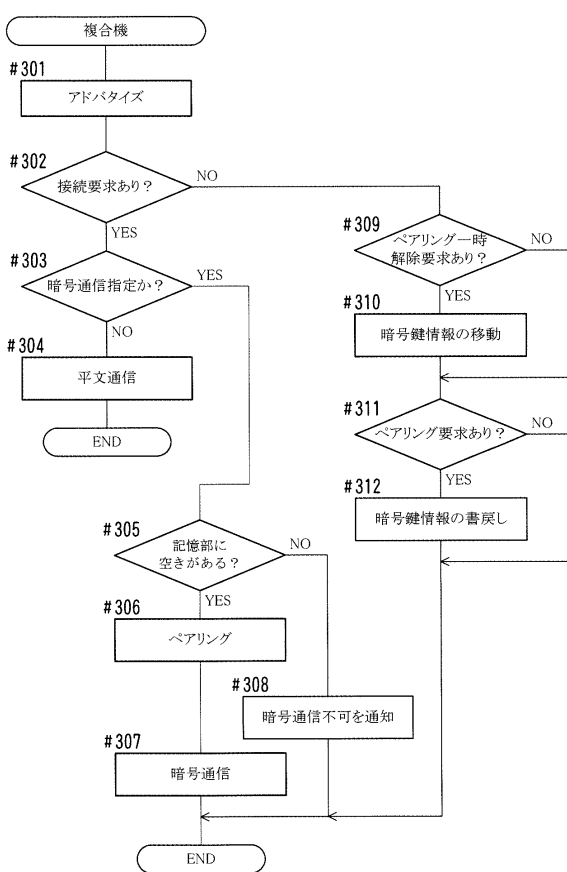 複合機
#301
アドバタイズ
#302
接続要求あり？
NO
YES
#303
暗号通信指定か？
YES
NO
#304
平文通信
END
#305
記憶部に
空きがある？
NO
YES
#306
ペアリング
#307
暗号通信
#308
暗号通信不可を通知
END
#309
ペアリング一時
解除要求あり？
NO
YES
#310
暗号鍵情報の移動
#311
ペアリング要求あり？
NO
YES
#312
暗号鍵情報の書戻し